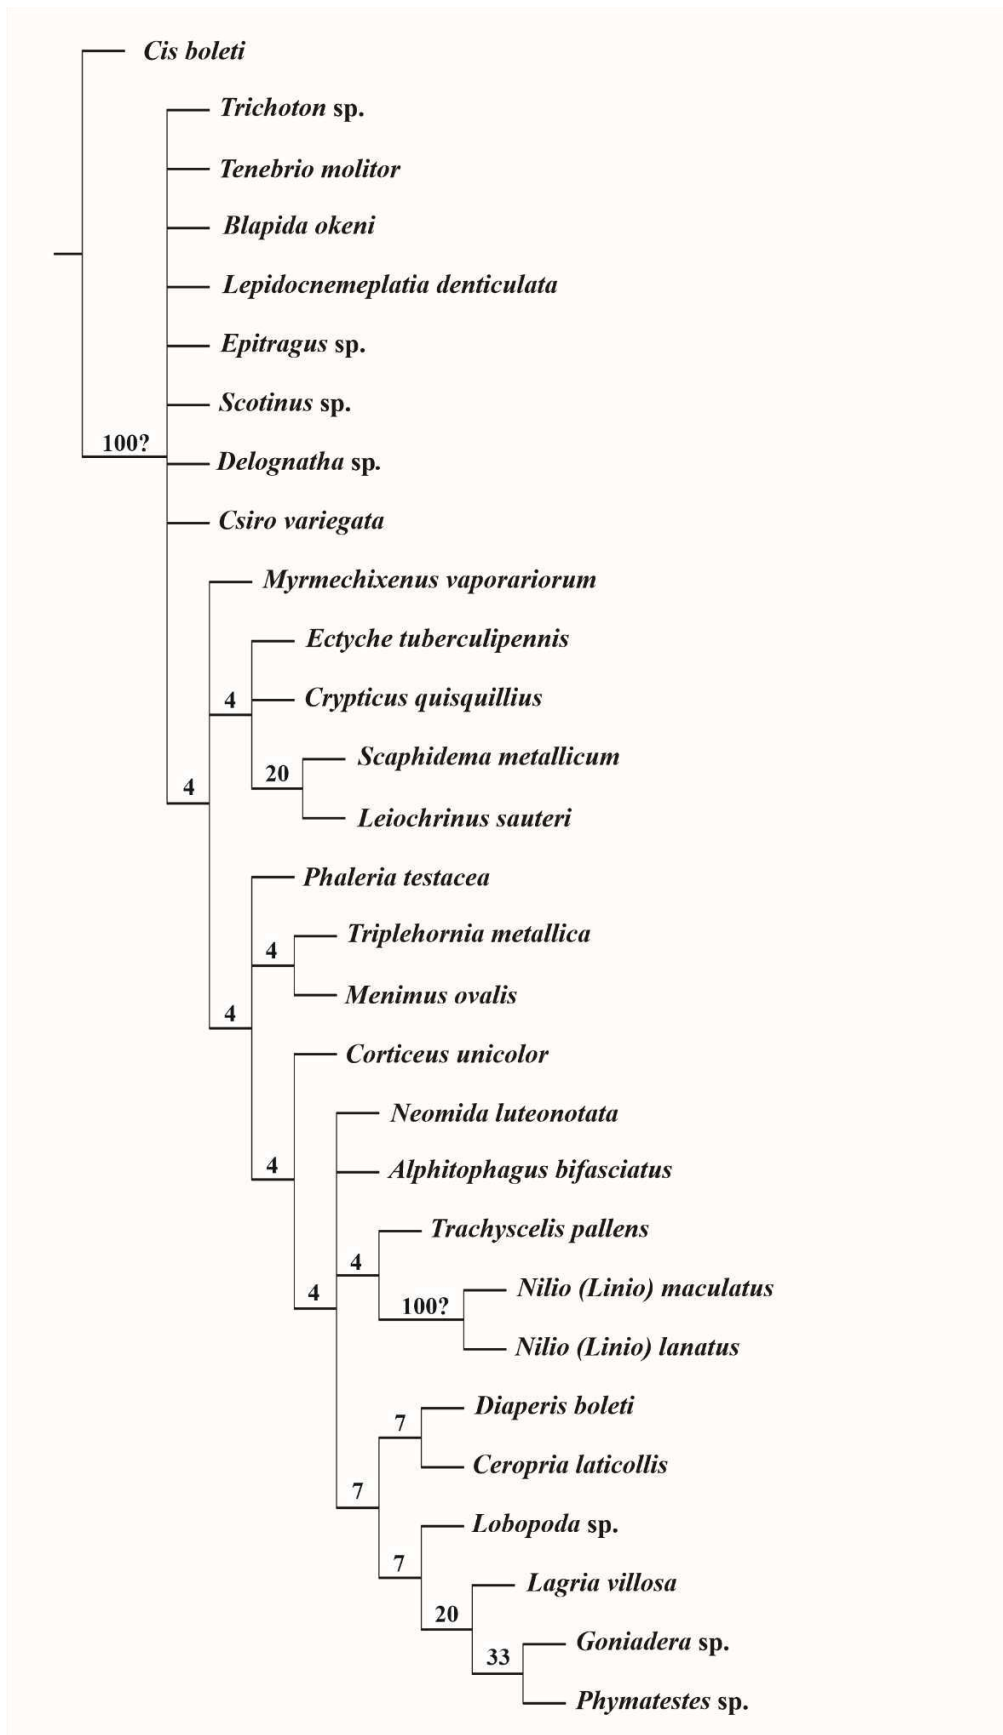 Cis boleti
Trichoton sp.
Tenebrio molitor
Blapida okeni
Lepidocnemeplatia denticulata
Epitragus sp.
Scotinus sp.
100?
Delognatha sp.
Csiro variegata
Myrmechixenus vaporariorum
Ectyche tuberculipennis
4
Crypticus quisquillius
Scaphidema metallicum
20
4
Leiochrinus sauteri
Phaleria testacea
Triplehornia metallica
4
Menimus ovalis
4
Corticeus unicolor
Neomida luteonotata
4
Alphitophagus bifasciatus
Trachyscelis pallens
4
Nilio (Linio) maculatus
4
100?
Nilio (Linio) lanatus
Diaperis boleti
7
Ceropria laticollis
7
Lobopoda sp.
7
Lagria villosa
20
Goniadera sp.
33
Phymatestes sp.